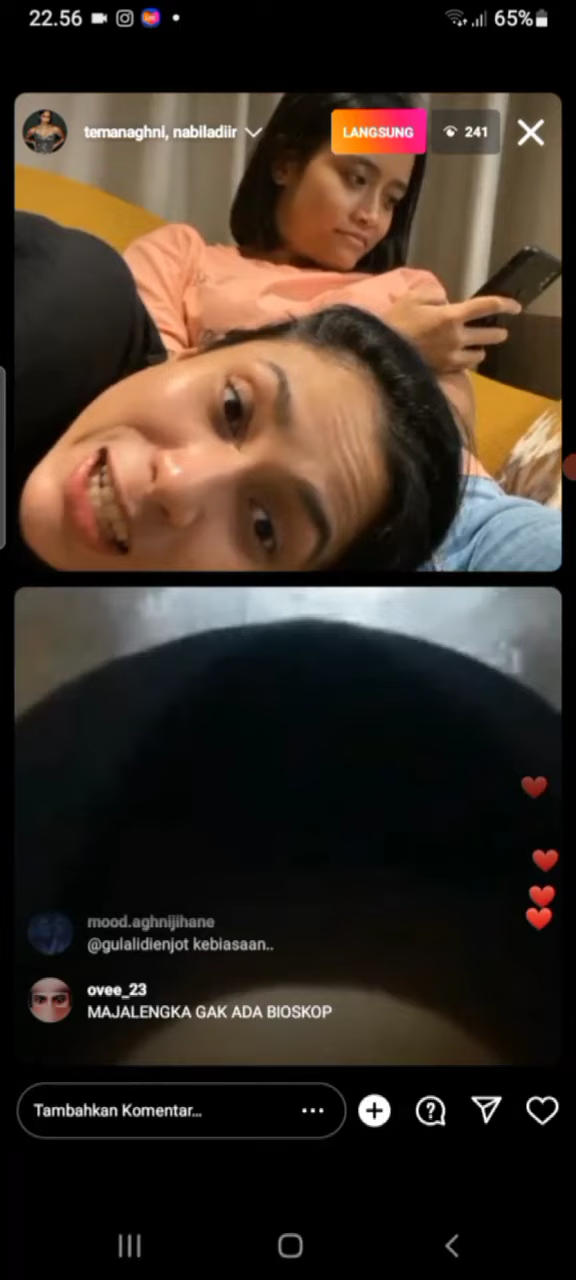 22.56
65%
temanaghni, nabiladiir
LANGSUNG
241
mood.aghnijihane
@gulalidienjot kebiasaan..
ovee_23
MAJALENGKA GAK ADA BIOSKOP
Tambahkan Komentar...